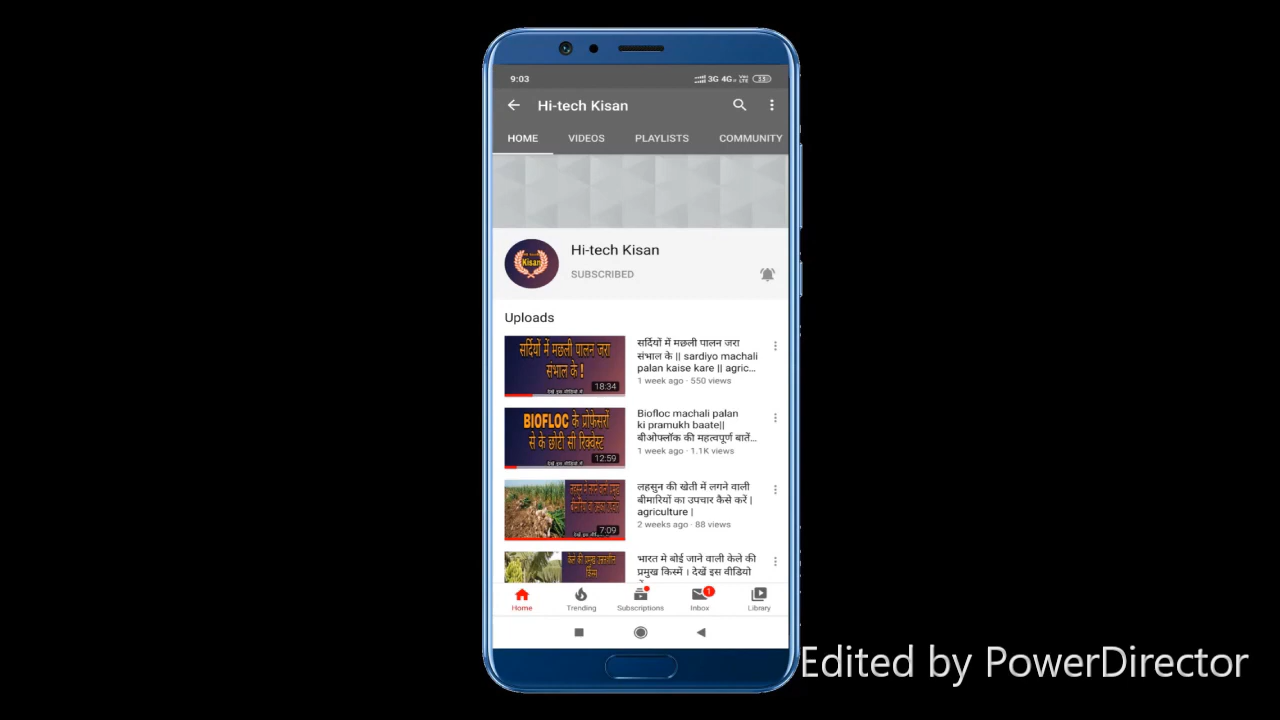 9:03
3G 4G
Hi-tech Kisan
HOME VIDEOS PLAYLISTS COMMUNITY
Kisan
Hi-tech Kisan
SUBSCRIBED
Uploads
सर्दियों में मछली पालन जरा
संभाल के !
18:34
सर्दियों में मछली पालन जरा
संभाल के || sardiyo machali
palan kaise kare || agric...
1 week ago · 550 views
BIOFLOC के प्रोफेसरों
से के छोटी सी रिक्वेस्ट
12:59
Biofloc machali palan
ki pramukh baate||
बीओफ्लॉक की महत्वपूर्ण बातें...
1 week ago · 1.1K views
7:09
लहसुन की खेती में लगने वाली
बीमारियों का उपचार कैसे करें |
agriculture |
2 weeks ago · 88 views
भारत मे बोई जाने वाली केले की
प्रमुख किस्में । देखें इस वीडियो
Home Trending Subscriptions Inbox Library
1
Edited by PowerDirector